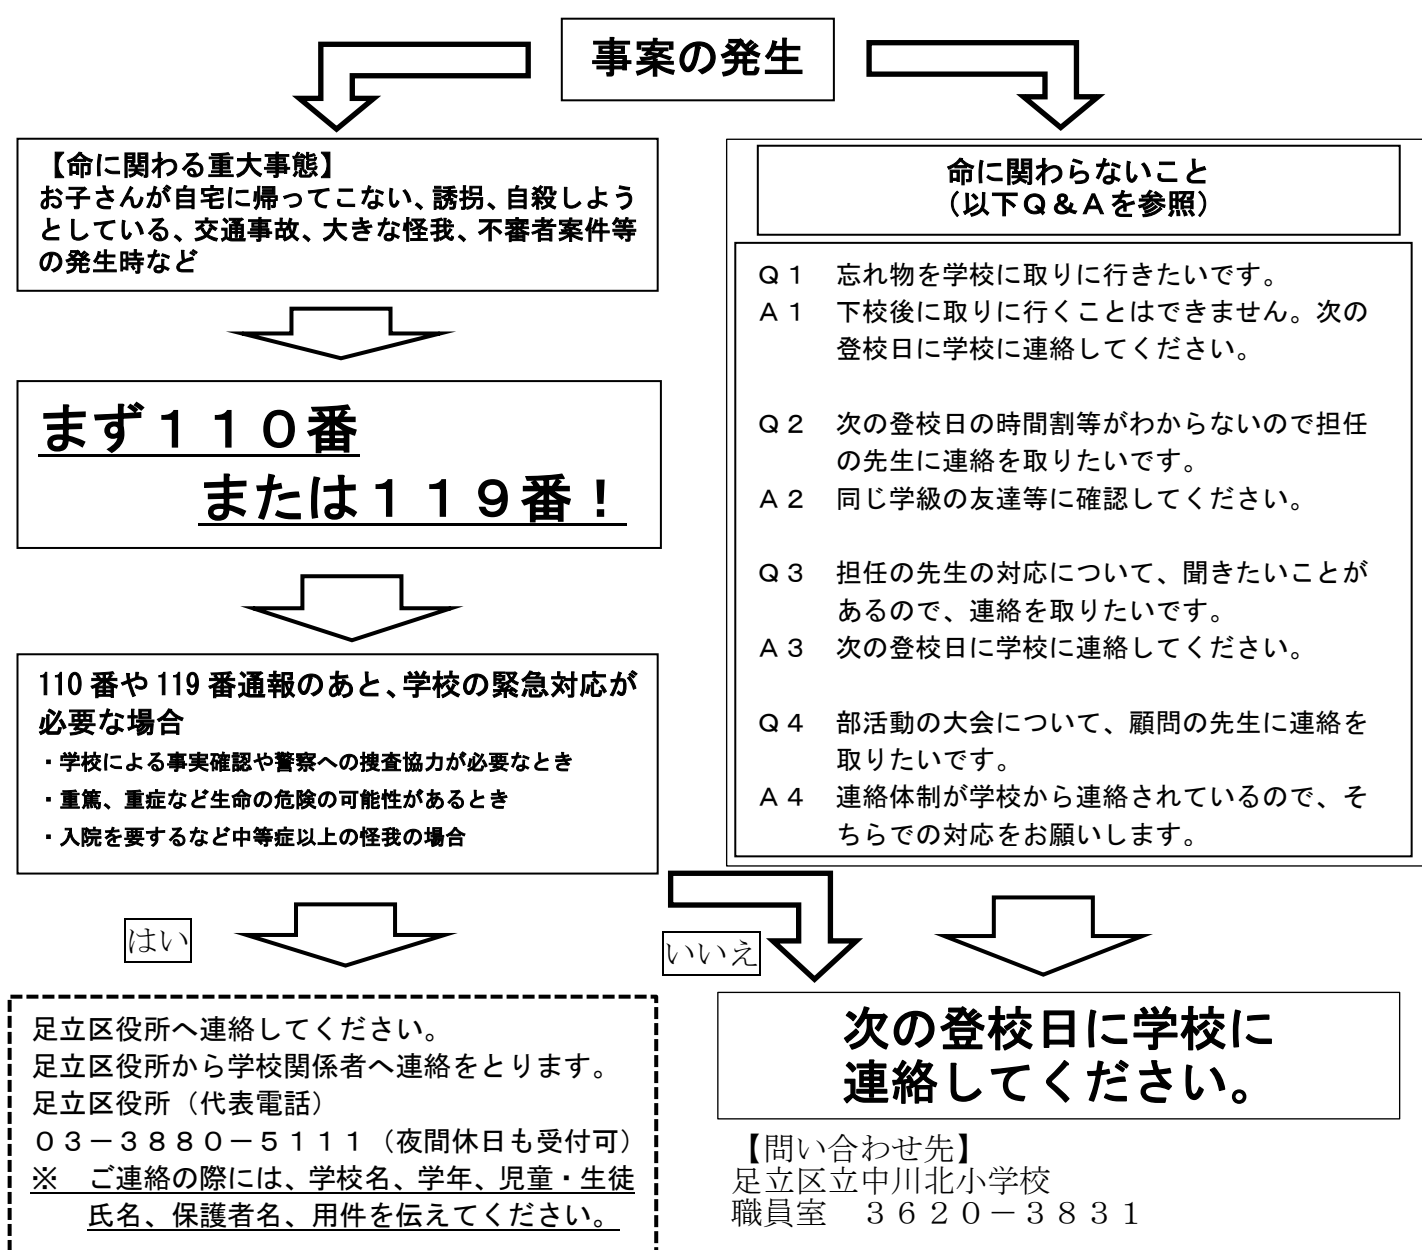 事案の発生
【命に関わる重大事態】
お子さんが自宅に帰ってこない、誘拐、自殺しよう
としている、交通事故、大きな怪我、不審者案件等
の発生時など
まず１１０番
または１１９番！
110番や119番通報のあと、学校の緊急対応が
必要な場合
・学校による事実確認や警察への捜査協力が必要なとき
・重篤、重症など生命の危険の可能性があるとき
・入院を要するなど中等症以上の怪我の場合
はい
いいえ
足立区役所へ連絡してください。
足立区役所から学校関係者へ連絡をとります。
足立区役所（代表電話）
０３－３８８０－５１１１（夜間休日も受付可）
※　ご連絡の際には、学校名、学年、児童・生徒
氏名、保護者名、用件を伝えてください。
命に関わらないこと
（以下Ｑ＆Ａを参照）
Ｑ１　忘れ物を学校に取りに行きたいです。
Ａ１　下校後に取りに行くことはできません。次の
登校日に学校に連絡してください。
Ｑ２　次の登校日の時間割等がわからないので担任
の先生に連絡を取りたいです。
Ａ２　同じ学級の友達等に確認してください。
Ｑ３　担任の先生の対応について、聞きたいことが
あるので、連絡を取りたいです。
Ａ３　次の登校日に学校に連絡してください。
Ｑ４　部活動の大会について、顧問の先生に連絡を
取りたいです。
Ａ４　連絡体制が学校から連絡されているので、そ
ちらでの対応をお願いします。
次の登校日に学校に
連絡してください。
【問い合わせ先】
足立区立中川北小学校
職員室　３６２０－３８３１